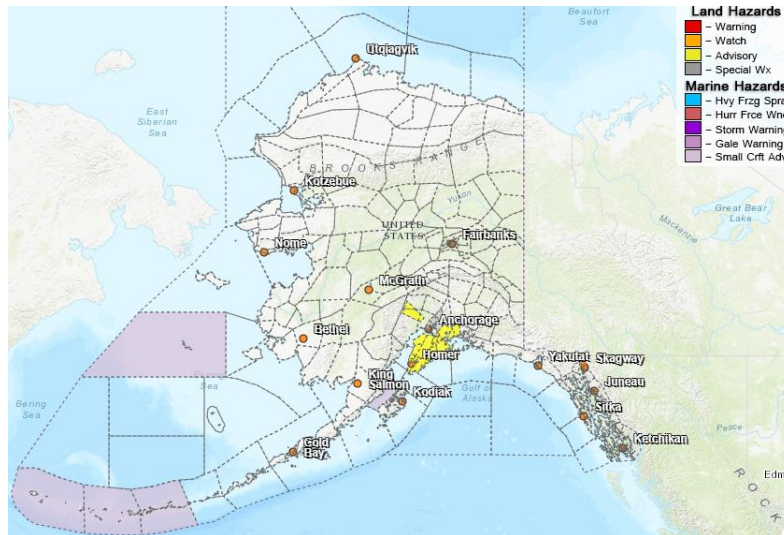 Beaufort
Sea
Land Hazards
- Warning
- Watch
- Advisory
- Special Wx
Marine Hazards
- Hvy Frzg Spra
- Hurr Frce Wnd
- Storm Warning
- Gale Warning
- Small Crft Adv
Utqiagvik
East
Siberian
Sea
BROOKS RANGE
Kotzebue
Yukon
Great Bear
Lake
Mackenzie
UNITED
STATES
Fairbanks
Nome
McGrath
Anchorage
Bethel
Homer
Yakutat
Skagway
King
Salmon
Kodiak
Gulf of
Alaska
Juneau
Sitka
Bering
Sea
Sea
Peace
Cold
Bay
Ketchikan
Edm
ROCK